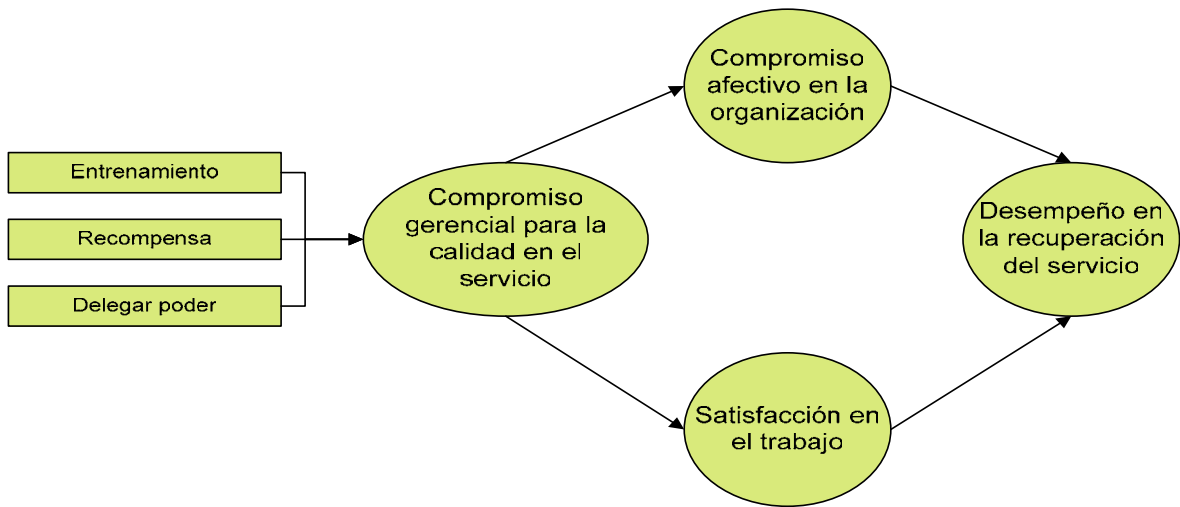 Entrenamiento
Recompensa
Delegar poder
Compromiso
gerencial para la
calidad en el
servicio
Compromiso
afectivo en la
organización
Satisfacción en
el trabajo
Desempeño en
la recuperación
del servicio